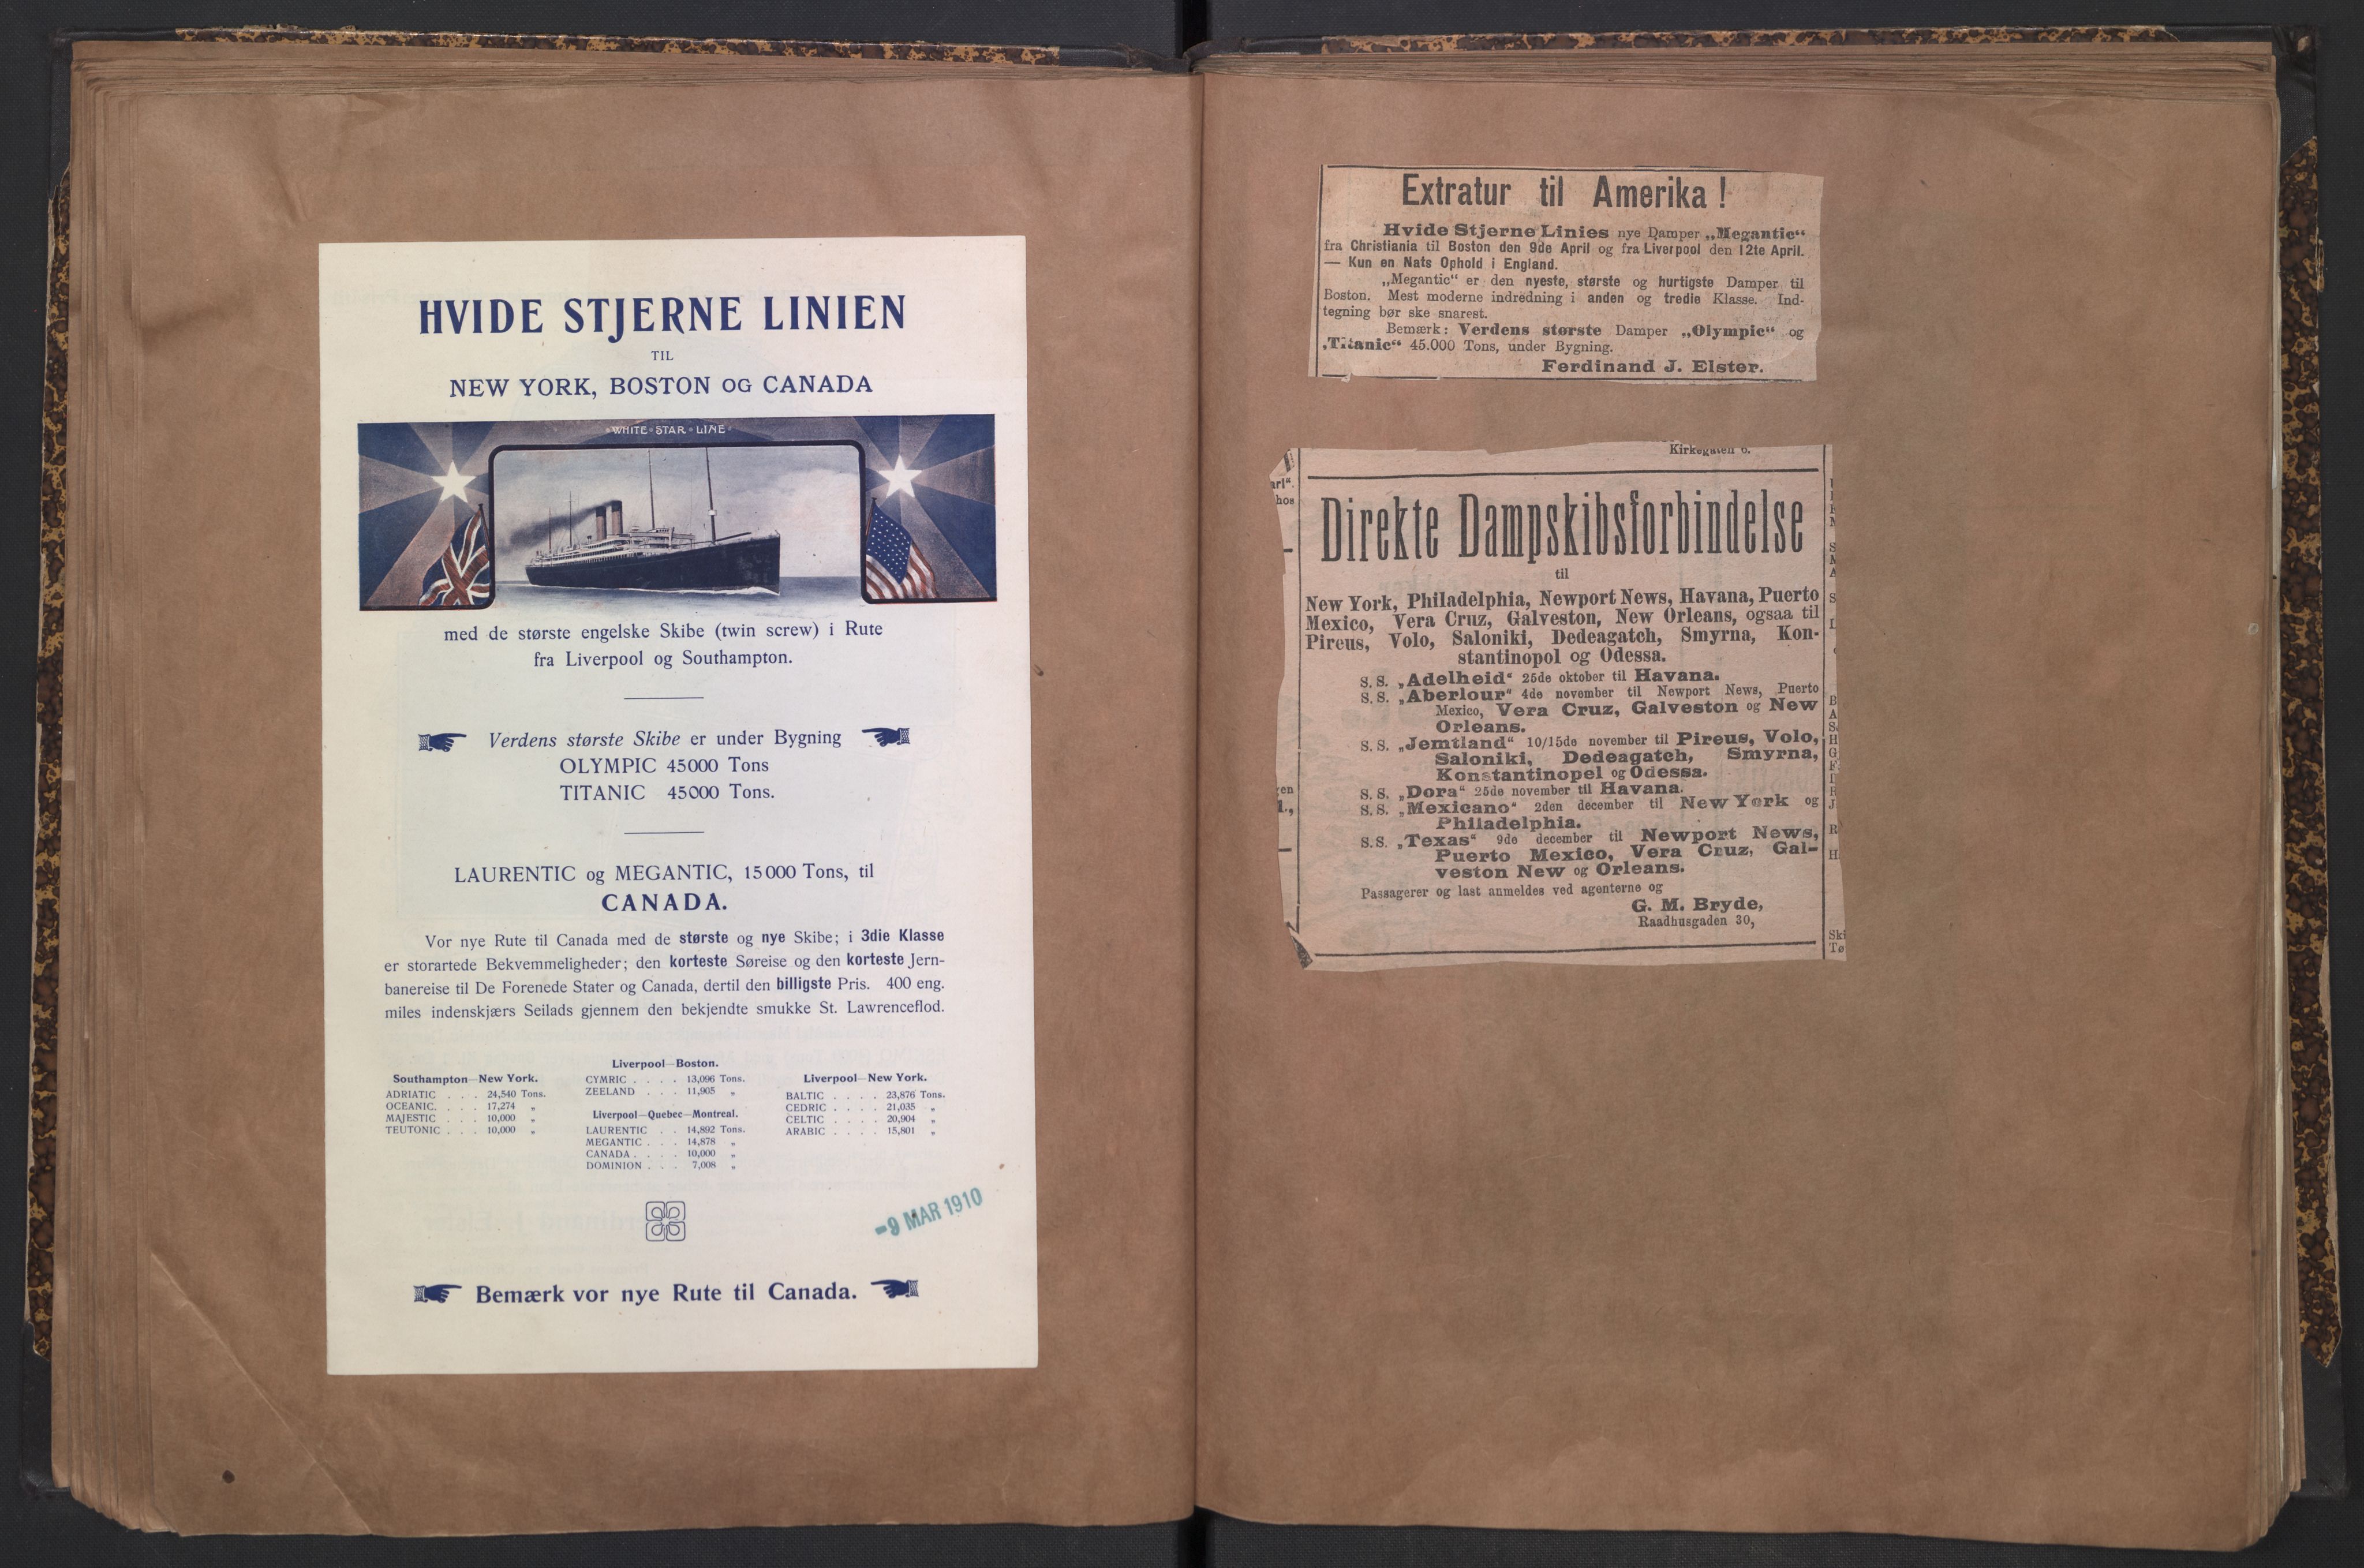 HVIDE STJERNE LINIEN
TIL
NEW YORK, BOSTON OG CANADA
WHITE STAR LINE
med de største engelske Skibe (twin screw) i Rute
fra Liverpool og Southampton.
Verdens største Skibe er under Bygning
OLYMPIC 45000 Tons
TITANIC 45000 Tons.
LAURENTIC og MEGANTIC, 15000 Tons, til
CANADA.
Vor nye Rute til Canada med de største og nye Skibe; i 3die Klasse
er storartede Bekvemmeligheder; den korteste Søreise og den korteste Jern-
banereise til De Forenede Stater og Canada, dertil den billigste Pris. 400 eng.
miles indenskjærs Seilads gjennem den bekjendte smukke St. Lawrenceflod.
Southampton—New York.
ADRIATIC . . . 24,540 Tons.
OCEANIC. . . . 17,274 „
MAJESTIC . . . 10,000 „
TEUTONIC . . . 10,000 „
Liverpool—Boston.
CYMRIC . . . . 13,096 Tons.
ZEELAND . . . 11,905 „
Liverpool—Quebec—Montreal.
LAURENTIC . . 14,892 Tons.
MEGANTIC . . . 14,878 „
CANADA . . . . 10,000 „
DOMINION . . . 7,008 „
Liverpool—New York.
BALTIC . . . . 23,876 Tons.
CEDRIC . . . . 21,035 „
CELTIC . . . . 20,904 „
ARABIC . . . . 15,801 „
-9 MAR 1910
Bemærk vor nye Rute til Canada.
Extratur til Amerika!
Hvide Stjerne Linies nye Damper „Megantic“
fra Christiania til Boston den 9de April og fra Liverpool den 12te April.
— Kun en Nats Ophold i England.
„Megantic“ er den nyeste, største og hurtigste Damper til
Boston. Mest moderne indredning i anden og tredie Klasse. Ind-
tegning bør ske snarest.
Bemærk: Verdens største Damper „Olympic“ og
„Titanic“ 45.000 Tons, under Bygning.
Ferdinand J. Elster.
Kirkegaten 6.
Direkte Dampskibsforbindelse
til
New York, Philadelphia, Newport News, Havana, Puerto
Mexico, Vera Cruz, Galveston, New Orleans, ogsaa til
Pireus, Volo, Saloniki, Dedeagatch, Smyrna, Kon-
stantinopol og Odessa.
S. S. „Adelheid“ 25de oktober til Havana.
S. S. „Aberlour“ 4de november til Newport News, Puerto
Mexico, Vera Cruz, Galveston og New
Orleans.
S. S. „Jemtland“ 10/15de november til Pireus, Volo,
Saloniki, Dedeagatch, Smyrna,
Konstantinopel og Odessa.
S. S. „Dora“ 25de november til Havana.
S. S. „Mexicano“ 2den december til New York og
Philadelphia.
S. S. „Texas“ 9de december til Newport News,
Puerto Mexico, Vera Cruz, Gal-
veston New og Orleans.
Passagerer og last anmeldes ved agenterne og
G. M. Bryde,
Raadhusgaden 30,